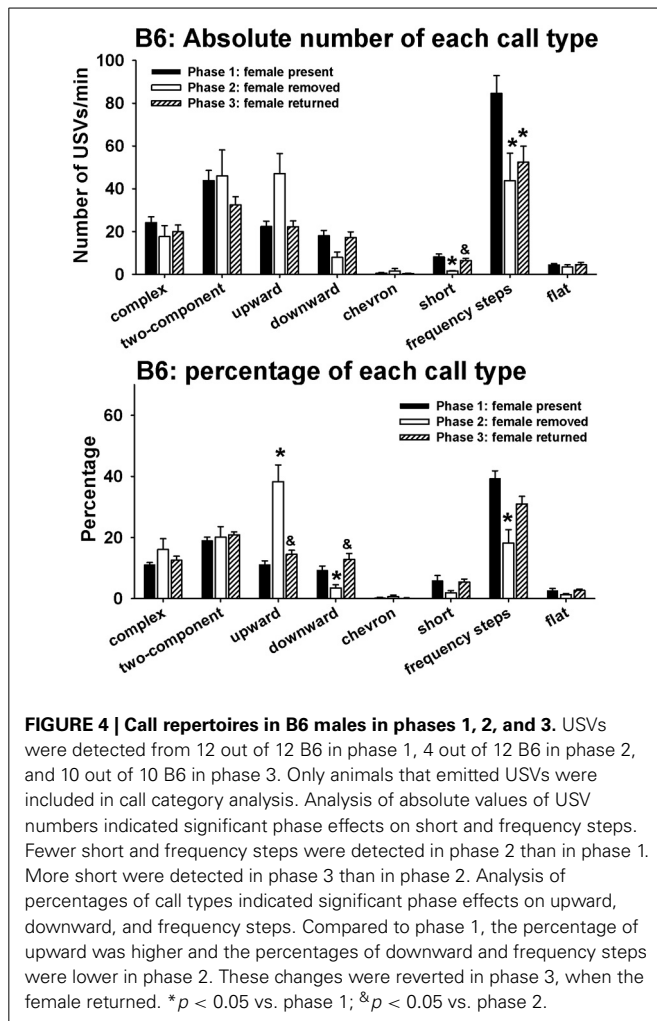 B6: Absolute number of each call type
Number of USVs/min
100
80
60
40
20
0
Phase 1: female present
Phase 2: female removed
Phase 3: female returned
* * * & 
complex
two-component
upward
downward
chevron
short
frequency steps
flat
B6: percentage of each call type
Percentage
60
40
20
0
Phase 1: female present
Phase 2: female removed
Phase 3: female returned
* & * & *
complex
two-component
upward
downward
chevron
short
frequency steps
flat
FIGURE 4 | Call repertoires in B6 males in phases 1, 2, and 3. USVs
were detected from 12 out of 12 B6 in phase 1, 4 out of 12 B6 in phase 2,
and 10 out of 10 B6 in phase 3. Only animals that emitted USVs were
included in call category analysis. Analysis of absolute values of USV
numbers indicated significant phase effects on short and frequency steps.
Fewer short and frequency steps were detected in phase 2 than in phase 1.
More short were detected in phase 3 than in phase 2. Analysis of
percentages of call types indicated significant phase effects on upward,
downward, and frequency steps. Compared to phase 1, the percentage of
upward was higher and the percentages of downward and frequency steps
were lower in phase 2. These changes were reverted in phase 3, when the
female returned. *p < 0.05 vs. phase 1; &p < 0.05 vs. phase 2.